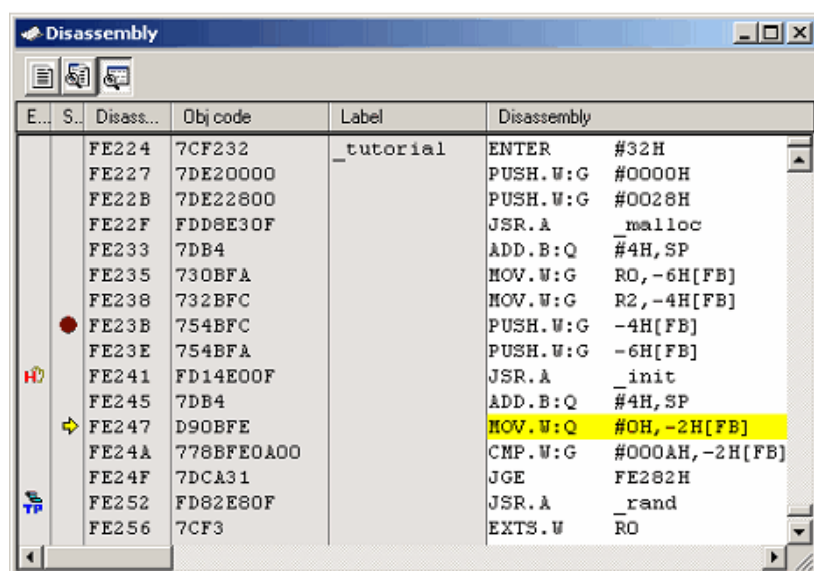 Disassembly
E... S.. Disass... Obj code Label Disassembly
FE224 7CF232 _tutorial ENTER #32H
FE227 7DE20000 PUSH.W:G #0000H
FE22B 7DE22800 PUSH.W:G #0028H
FE22F FDD8E30F JSR.A _malloc
FE233 7DB4 ADD.B:Q #4H,SP
FE235 730BFA MOV.W:G R0,-6H[FB]
FE238 732BFC MOV.W:G R2,-4H[FB]
FE23B 754BFC PUSH.W:G -4H[FB]
FE23E 754BFA PUSH.W:G -6H[FB]
H FE241 FD14E00F JSR.A _init
FE245 7DB4 ADD.B:Q #4H,SP
FE247 D90BFE MOV.W:Q #0H,-2H[FB]
FE24A 778BFE0A00 CMP.W:G #000AH,-2H[FB]
FE24F 7DCA31 JGE FE282H
TP FE252 FD82E80F JSR.A _rand
FE256 7CF3 EXTS.W R0